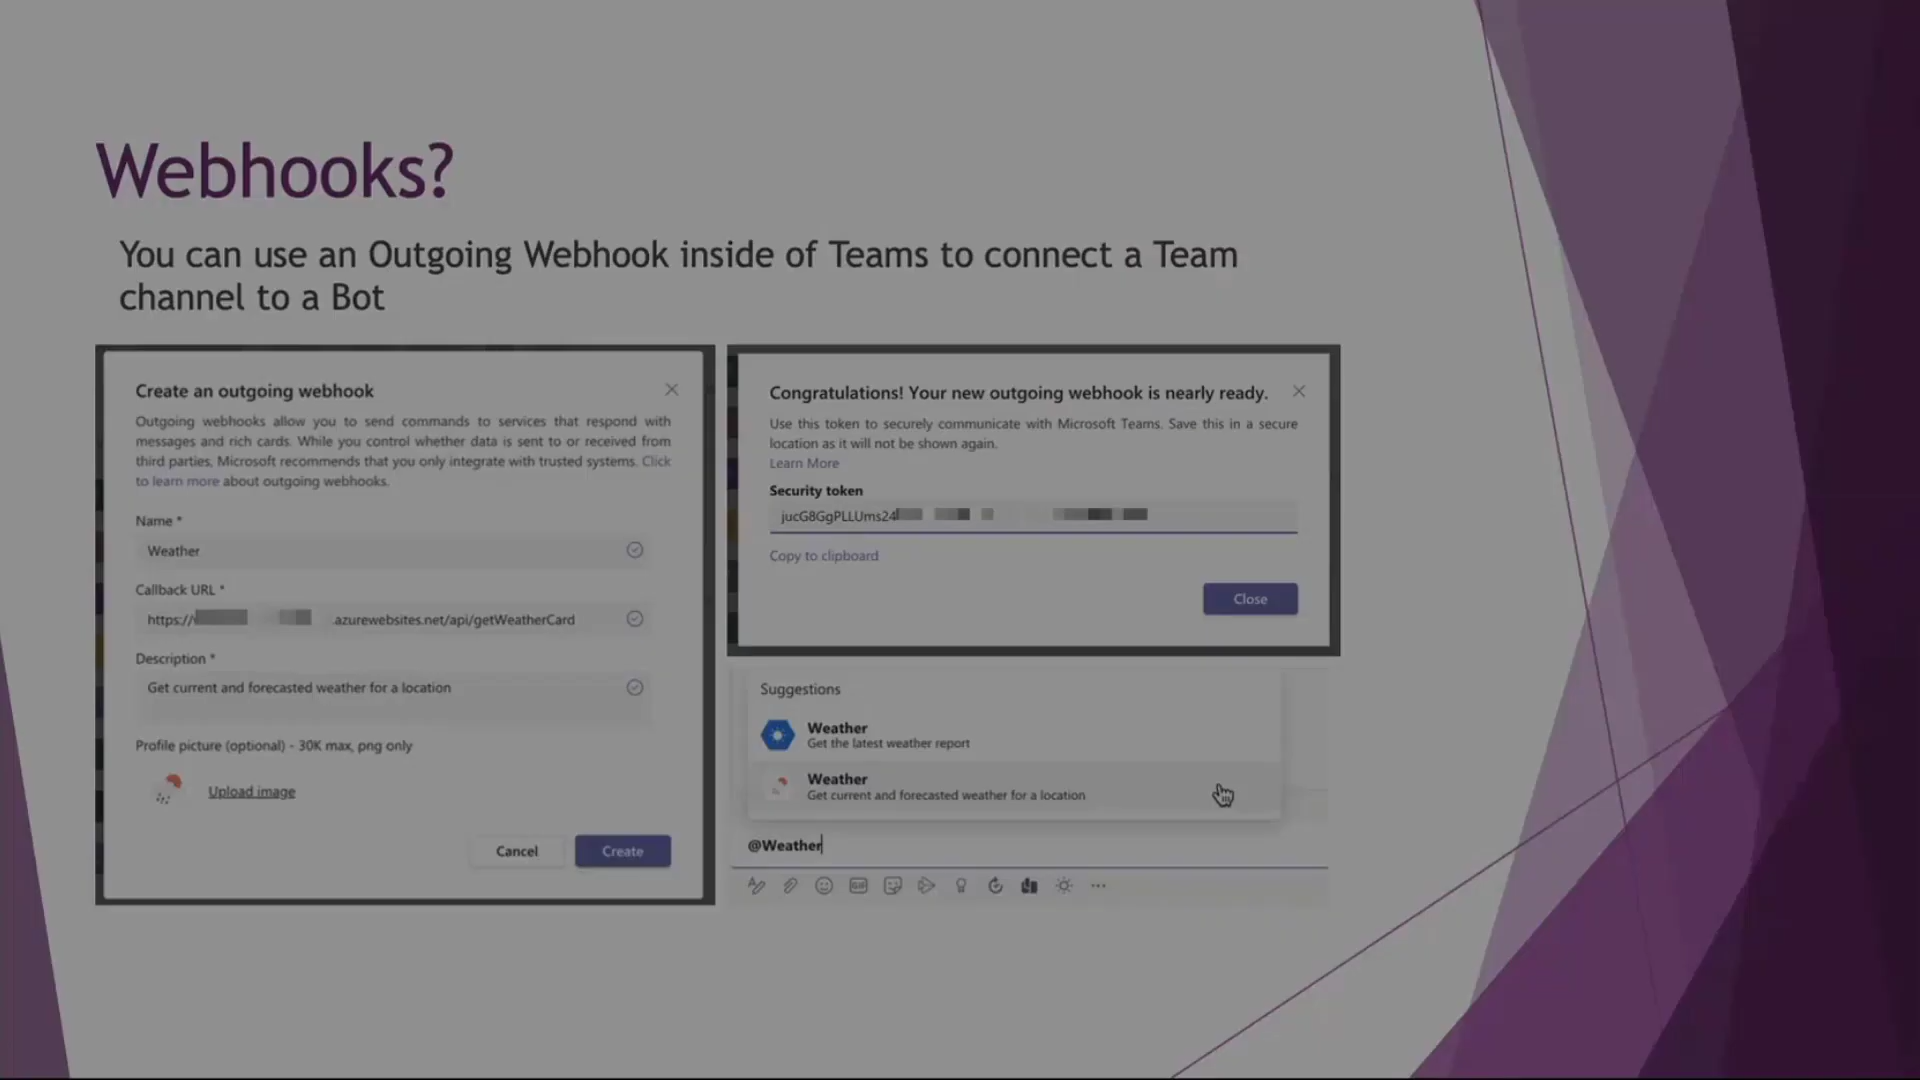 Webhooks?
You can use an Outgoing Webhook inside of Teams to connect a Team
channel to a Bot
Create an outgoing webhook
Outgoing webhooks allow you to send commands to services that respond with
messages and rich cards. While you control whether data is sent to or received from
third parties, Microsoft recommends that you only integrate with trusted systems. Click
to learn more about outgoing webhooks.
Name *
Weather
Callback URL *
https:// .azurewebsites.net/api/getWeatherCard
Description *
Get current and forecasted weather for a location
Profile picture (optional) - 30K max, png only
Upload image
Cancel
Create
Congratulations! Your new outgoing webhook is nearly ready.
Use this token to securely communicate with Microsoft Teams. Save this in a secure
location as it will not be shown again.
Learn More
Security token
jucG8GgPLLUms24
Copy to clipboard
Close
Suggestions
Weather
Get the latest weather report
Weather
Get current and forecasted weather for a location
@Weather
GIF